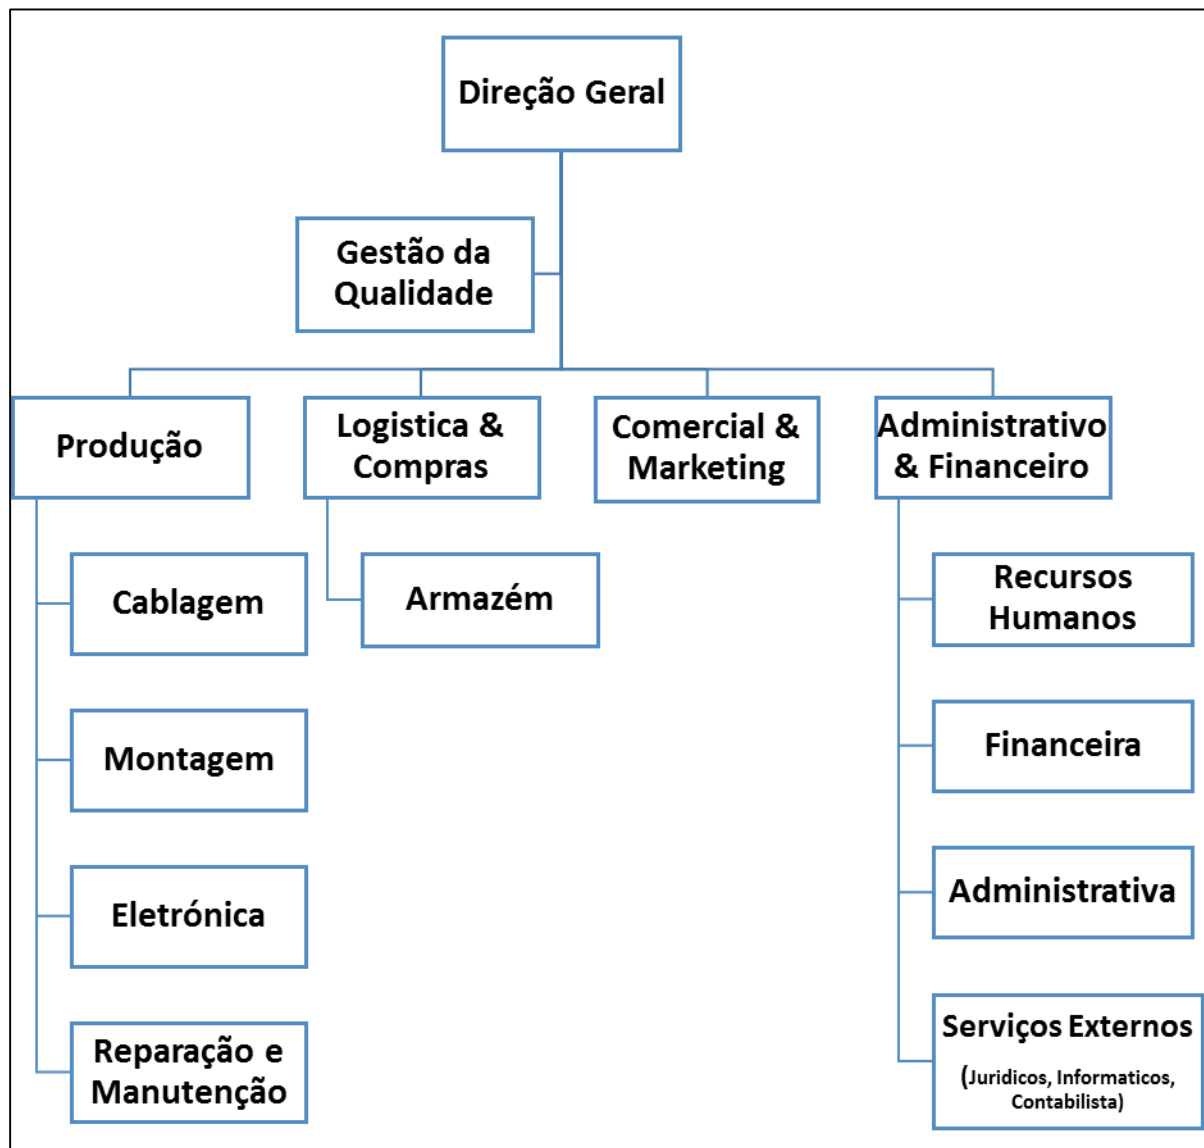 Direção Geral
Gestão da
Qualidade
Produção
Logistica &
Compras
Comercial &
Marketing
Administrativo
& Financeiro
Cablagem
Armazém
Recursos
Humanos
Montagem
Financeira
Eletrónica
Administrativa
Reparação e
Manutenção
Serviços Externos
(Juridicos, Informaticos,
Contabilista)